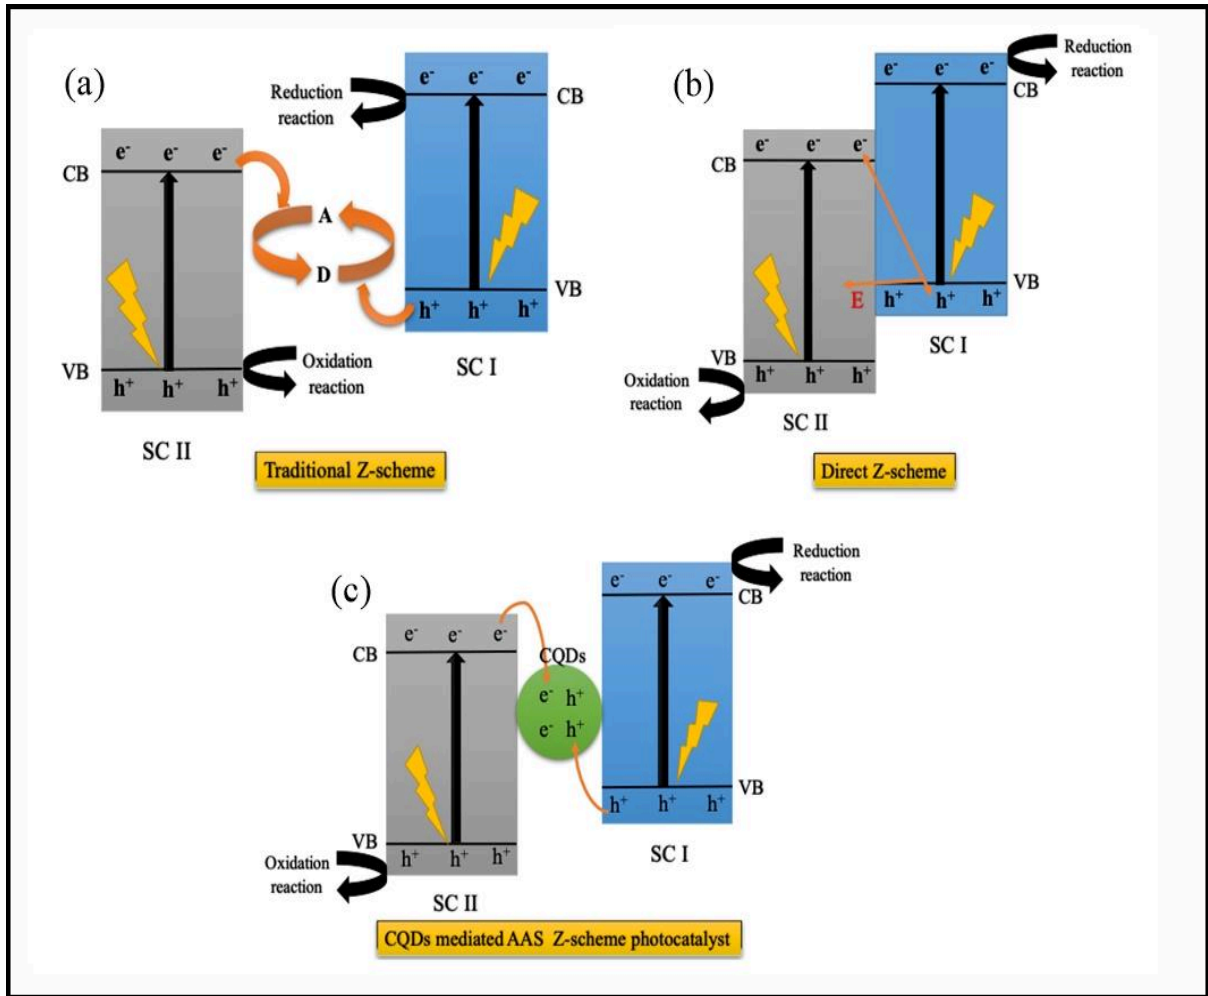 (a)
Reduction
reaction
e⁻ e⁻ e⁻
CB
e⁻ e⁻ e⁻
CB
A
D
VB
h⁺ h⁺ h⁺
SC I
VB
h⁺ h⁺ h⁺
Oxidation
reaction
SC II
Traditional Z-scheme
(b)
Reduction
reaction
e⁻ e⁻ e⁻
CB
e⁻ e⁻ e⁻
CB
VB
E
h⁺ h⁺ h⁺
SC I
VB
h⁺ h⁺ h⁺
Oxidation
reaction
SC II
Direct Z-scheme
(c)
Reduction
reaction
e⁻ e⁻ e⁻
CB
e⁻ e⁻ e⁻
CB
CQDs
e⁻ h⁺
e⁻ h⁺
VB
h⁺ h⁺ h⁺
SC I
VB
h⁺ h⁺ h⁺
Oxidation
reaction
SC II
CQDs mediated AAS Z-scheme photocatalyst